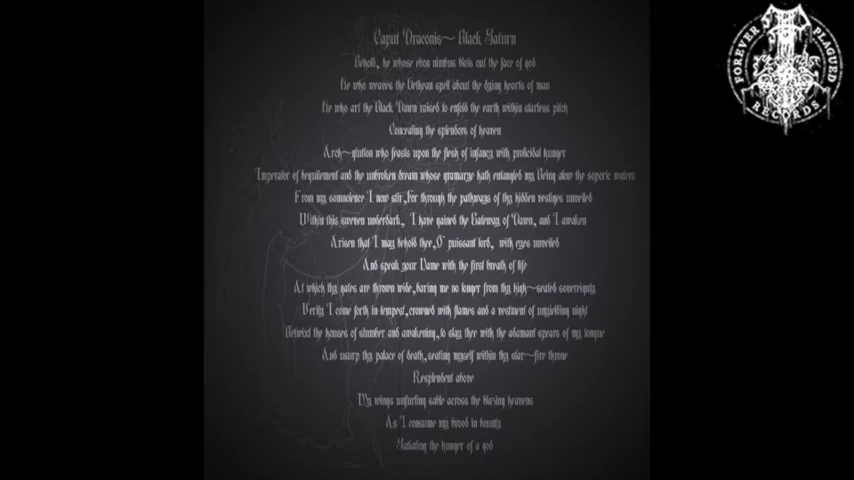 Caput Draconis~ Black Saturn
Behold, he whose ebon nimbus blots out the face of god
He who weaves the Lethean spell about the dying hearts of man
He who art the Black Dawn raised to enfold the earth within starless pitch
Concealing the splendors of heaven
Arch~glutton who feasts upon the flesh of infancy with prolicidal hunger
Imperator of beguilement and the unbroken dream whose gramarye hath entangled my Being alow the soporic waters
From my somnolence I now stir, for through the pathways of thy hidden vestiges unveiled
Within this sweven underdark, I have gained the Gateway of Dawn, and I awaken
Arisen that I may behold thee, O' puissant lord, with eyes unveiled
And speak your Name with the first breath of life
At which thy gates are thrown wide, baring me no longer from thy high~seated sovereignty
Verily I come forth in tempest, crowned with flames and a vestment of unyielding night
Betwixt the houses of slumber and awakening, to slay thee with the adamant spears of my tongue
And usurp thy palace of death, seating myself within thy star~fire throne
Resplendent above
My wings unfurling sable across the blazing heavens
As I consume my brood in bounty
Satiating the hunger of a god
FOREVER PLAGUED
RECORDS